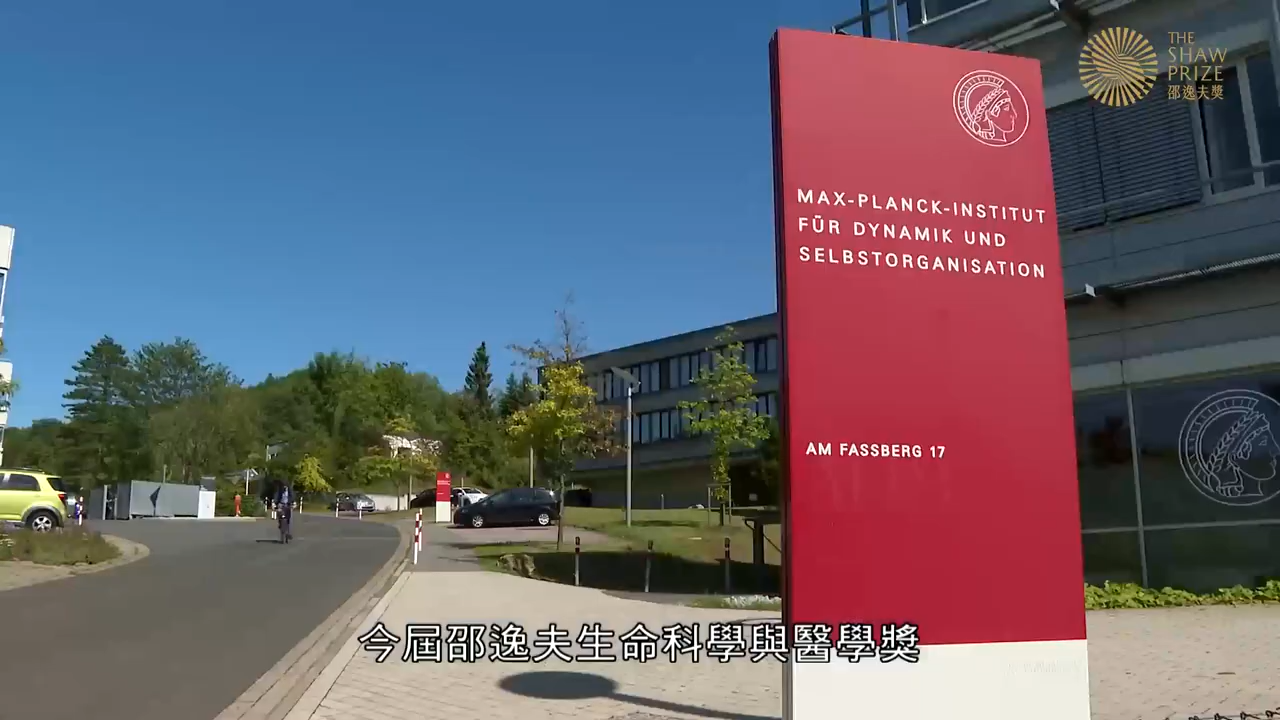 THE
SHAW
PRIZE
邵逸夫獎
MAX-PLANCK-INSTITUT
FÜR DYNAMIK UND
SELBSTORGANISATION
AM FASSBERG 17
今屆邵逸夫生命科學與醫學獎